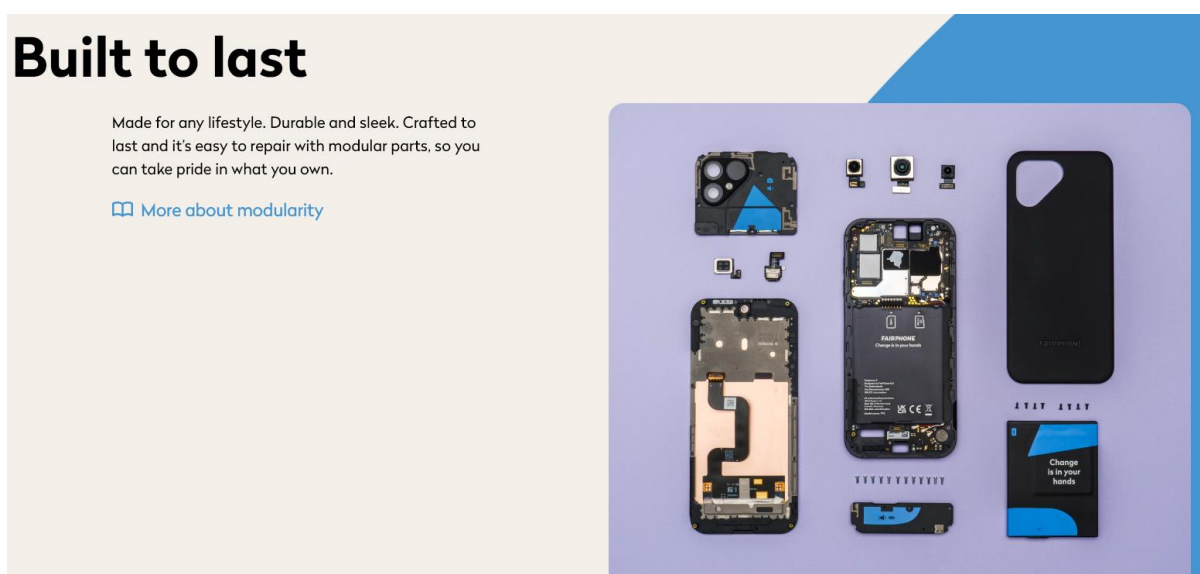 Built to last
Made for any lifestyle. Durable and sleek. Crafted to
last and it's easy to repair with modular parts, so you
can take pride in what you own.
More about modularity
FAIRPHONE
Change is in your hands
FAIRPHONE
Change
is in your
hands